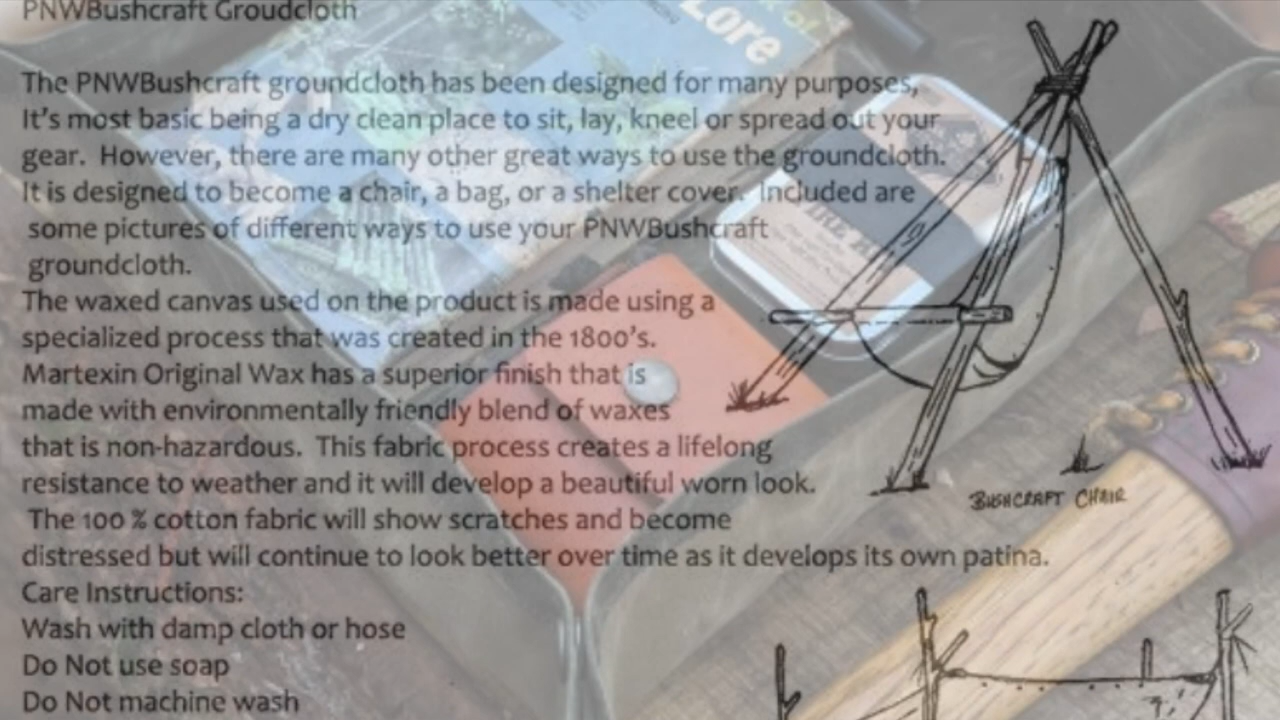 PNWBushcraft Groudcloth
The PNWBushcraft groundcloth has been designed for many purposes,
It's most basic being a dry clean place to sit, lay, kneel or spread out your
gear. However, there are many other great ways to use the groundcloth.
It is designed to become a chair, a bag, or a shelter cover. Included are
some pictures of different ways to use your PNWBushcraft
groundcloth.
The waxed canvas used on the product is made using a
specialized process that was created in the 1800's.
Martexin Original Wax has a superior finish that is
made with environmentally friendly blend of waxes
that is non-hazardous. This fabric process creates a lifelong
resistance to weather and it will develop a beautiful worn look.
The 100 % cotton fabric will show scratches and become
distressed but will continue to look better over time as it develops its own patina.
Care Instructions:
Wash with damp cloth or hose
Do Not use soap
Do Not machine wash
BUSHCRAFT CHAIR
Lore